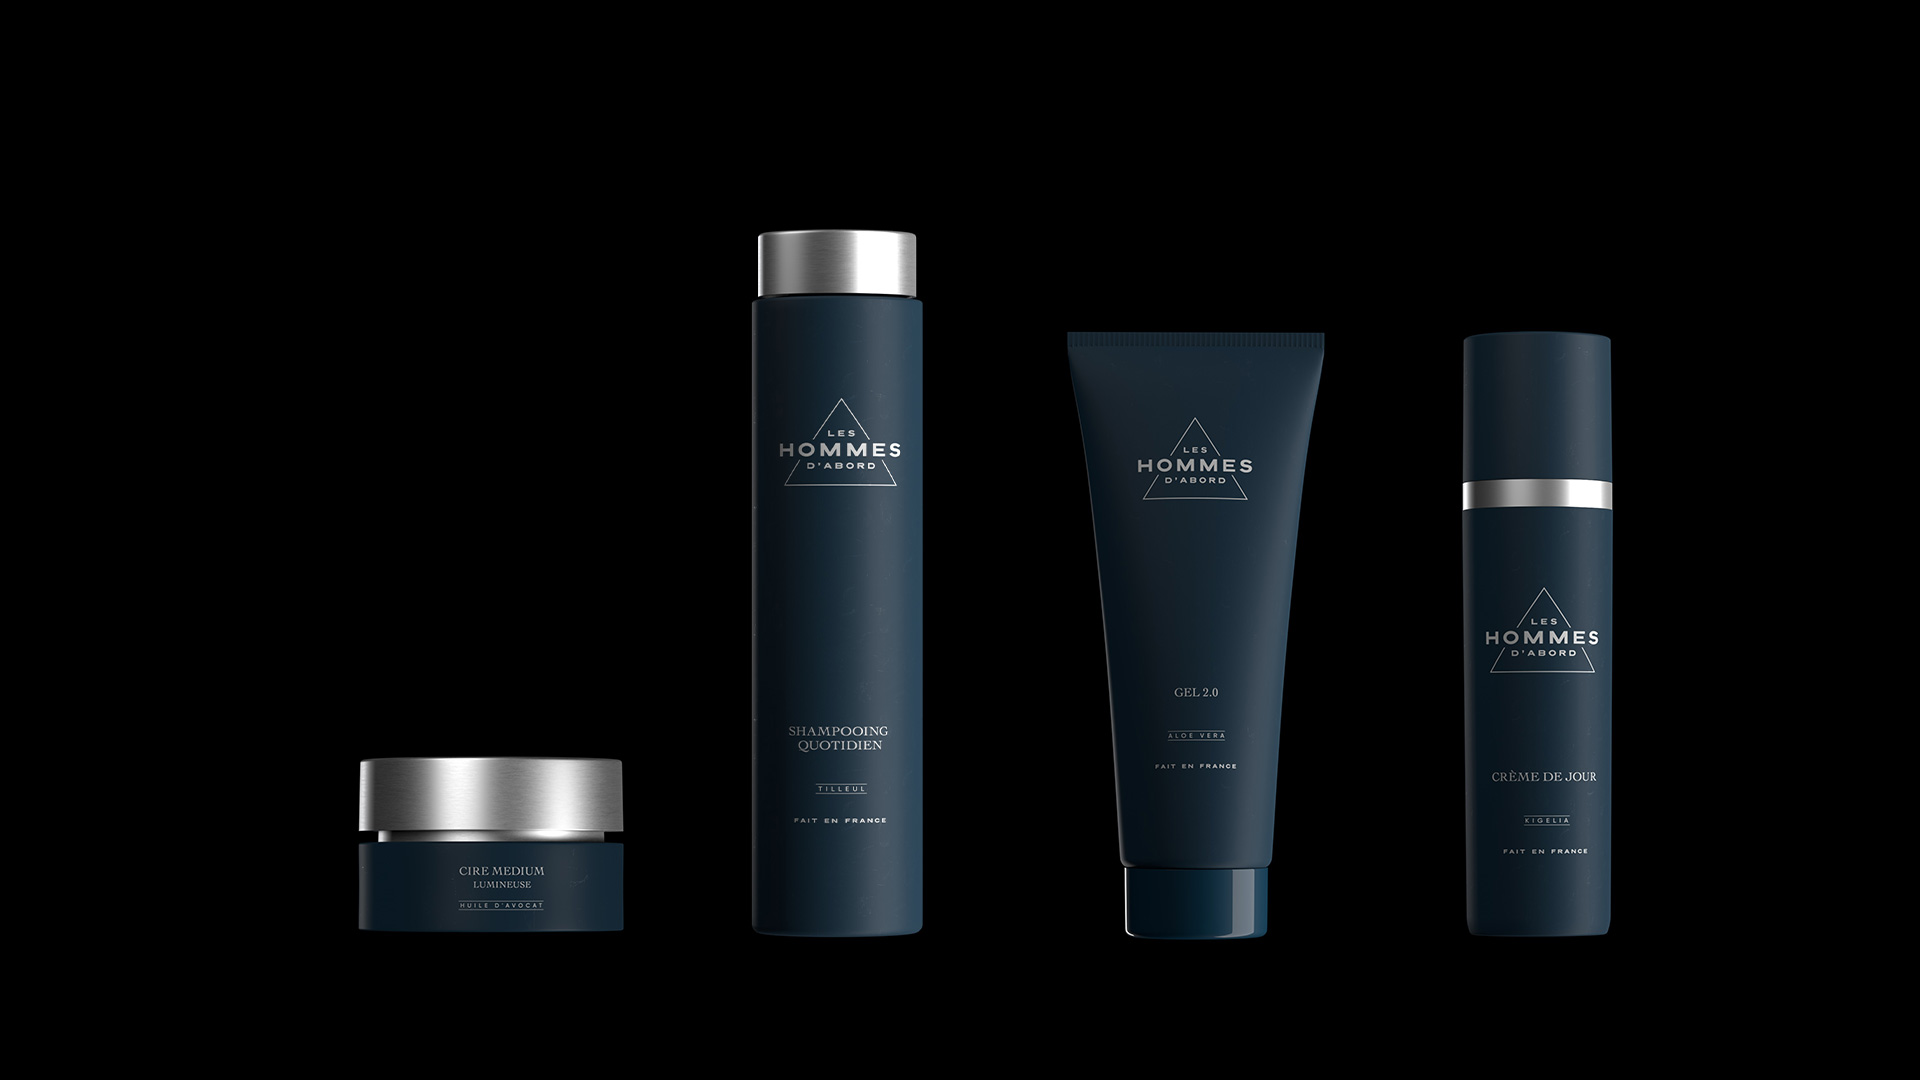 CIRE MEDIUM
LUMINEUSE
HUILE D'AVOCAT
LES
HOMMES
D'ABORD
SHAMPOOING
QUOTIDIEN
TILLEUL
FAIT EN FRANCE
LES
HOMMES
D'ABORD
GEL 2.0
ALOE VERA
FAIT EN FRANCE
LES
HOMMES
D'ABORD
CRÈME DE JOUR
KIGELIA
FAIT EN FRANCE